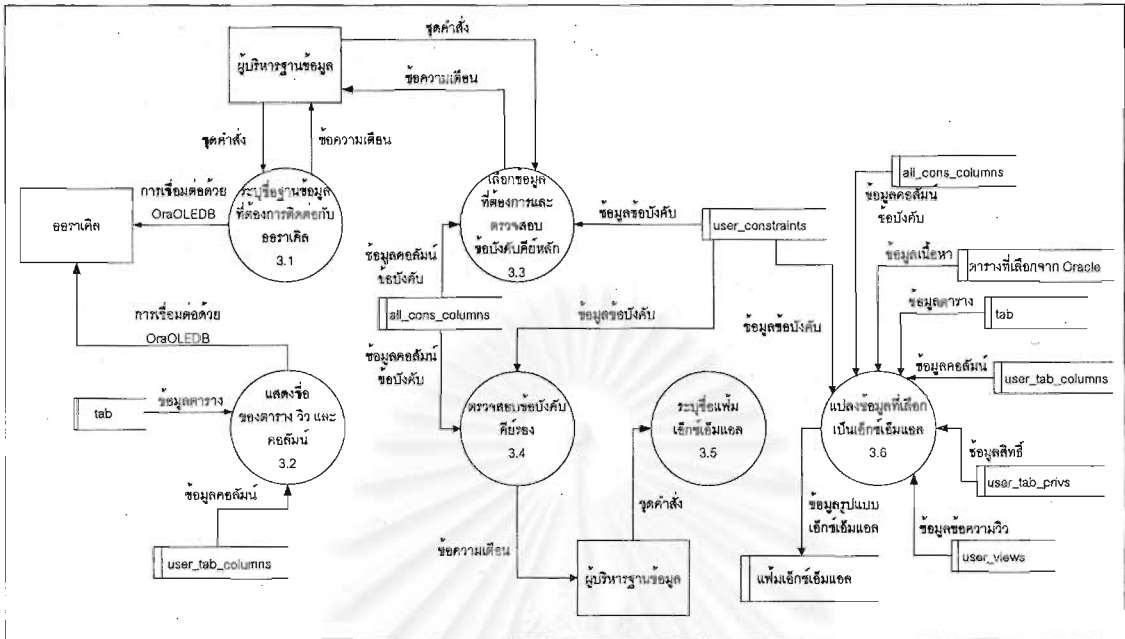 ชุดคำสั่ง
ผู้บริหารฐานข้อมูล
ข้อความเตือน
ชุดคำสั่ง
ข้อความเตือน
การเชื่อมต่อด้วย
OraOLEDB
ออราเคิล
ระบุชื่อฐานข้อมูล
ที่ต้องการติดต่อกับ
ออราเคิล
3.1
เลือกข้อมูล
ที่ต้องการและ
ตรวจสอบ
ข้อบังคับคีย์หลัก
3.3
ข้อมูลข้อบังคับ
user_constraints
all_cons_columns
ข้อมูลคอลัมน์
ข้อบังคับ
ข้อมูลเนื้อหา
ตารางที่เลือกจาก Oracle
ข้อมูลตาราง
tab
ข้อมูลคอลัมน์
user_tab_columns
ข้อมูลคอลัมน์
ข้อบังคับ
all_cons_columns
ข้อมูลคอลัมน์
ข้อบังคับ
ข้อมูลข้อบังคับ
ข้อมูลข้อบังคับ
การเชื่อมต่อด้วย
OraOLEDB
tab
ข้อมูลตาราง
แสดงชื่อ
ของตาราง วิว และ
คอลัมน์
3.2
ข้อมูลคอลัมน์
user_tab_columns
ตรวจสอบข้อบังคับ
คีย์รอง
3.4
ระบุชื่อแฟ้ม
เอ็กซ์เอ็มแอล
3.5
แปลงข้อมูลที่เลือก
เป็นเอ็กซ์เอ็มแอล
3.6
ข้อมูลสิทธิ์
user_tab_privs
ข้อมูลข้อความวิว
user_views
ข้อมูลรูปแบบ
เอ็กซ์เอ็มแอล
แฟ้มเอ็กซ์เอ็มแอล
ชุดคำสั่ง
ข้อความเตือน
ผู้บริหารฐานข้อมูล